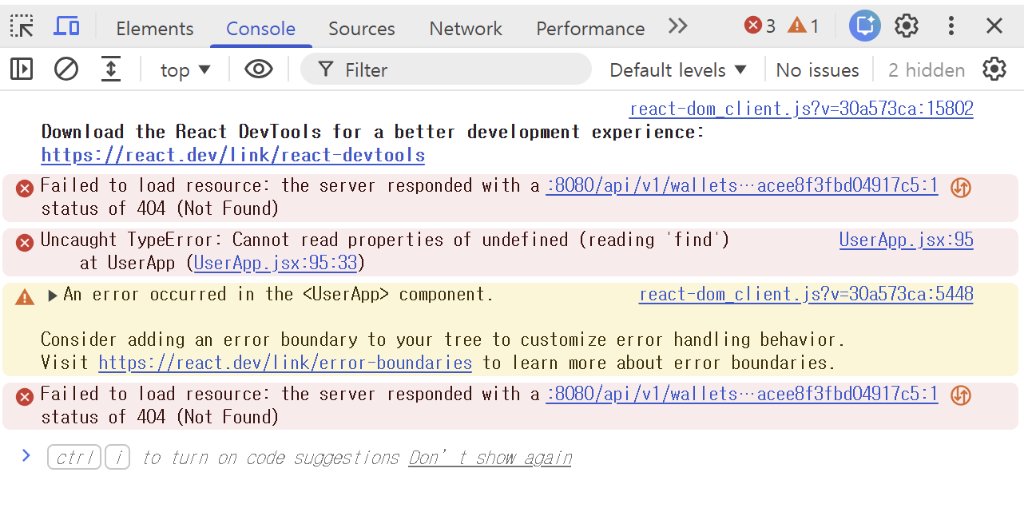 Elements Console Sources Network Performance 3 1
top Filter Default levels No issues 2 hidden
react-dom_client.js?v=30a573ca:15802
Download the React DevTools for a better development experience:
https://react.dev/link/react-devtools
Failed to load resource: the server responded with a :8080/api/v1/wallets…acee8f3fbd04917c5:1
status of 404 (Not Found)
Uncaught TypeError: Cannot read properties of undefined (reading 'find') UserApp.jsx:95
at UserApp (UserApp.jsx:95:33)
An error occurred in the <UserApp> component. react-dom_client.js?v=30a573ca:5448
Consider adding an error boundary to your tree to customize error handling behavior.
Visit https://react.dev/link/error-boundaries to learn more about error boundaries.
Failed to load resource: the server responded with a :8080/api/v1/wallets…acee8f3fbd04917c5:1
status of 404 (Not Found)
ctrl i to turn on code suggestions Don't show again